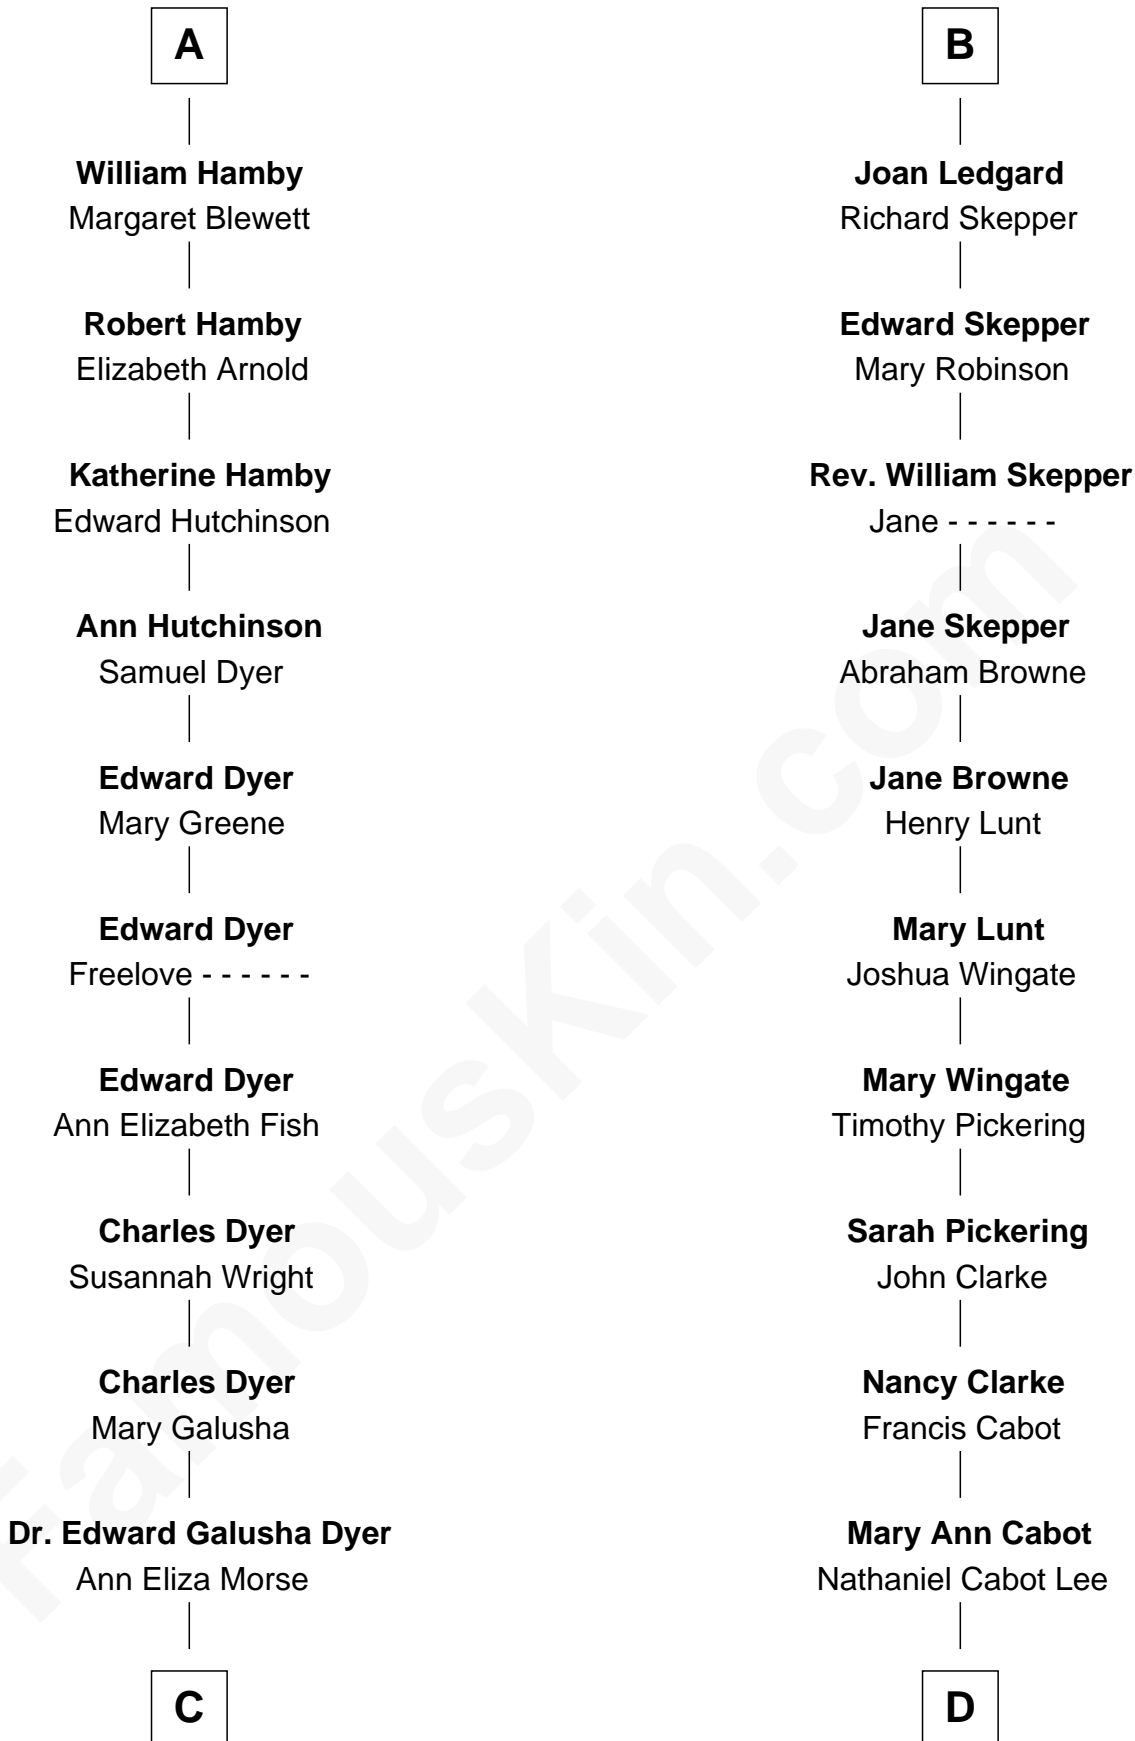 A
William Hamby
Margaret Blewett
Robert Hamby
Elizabeth Arnold
Katherine Hamby
Edward Hutchinson
Ann Hutchinson
Samuel Dyer
Edward Dyer
Mary Greene
Edward Dyer
Freelove - - - - - -
Edward Dyer
Ann Elizabeth Fish
Charles Dyer
Susannah Wright
Charles Dyer
Mary Galusha
Dr. Edward Galusha Dyer
Ann Eliza Morse
C
B
Joan Ledgard
Richard Skepper
Edward Skepper
Mary Robinson
Rev. William Skepper
Jane - - - - - -
Jane Skepper
Abraham Browne
Jane Browne
Henry Lunt
Mary Lunt
Joshua Wingate
Mary Wingate
Timothy Pickering
Sarah Pickering
John Clarke
Nancy Clarke
Francis Cabot
Mary Ann Cabot
Nathaniel Cabot Lee
D
FamousKin.com